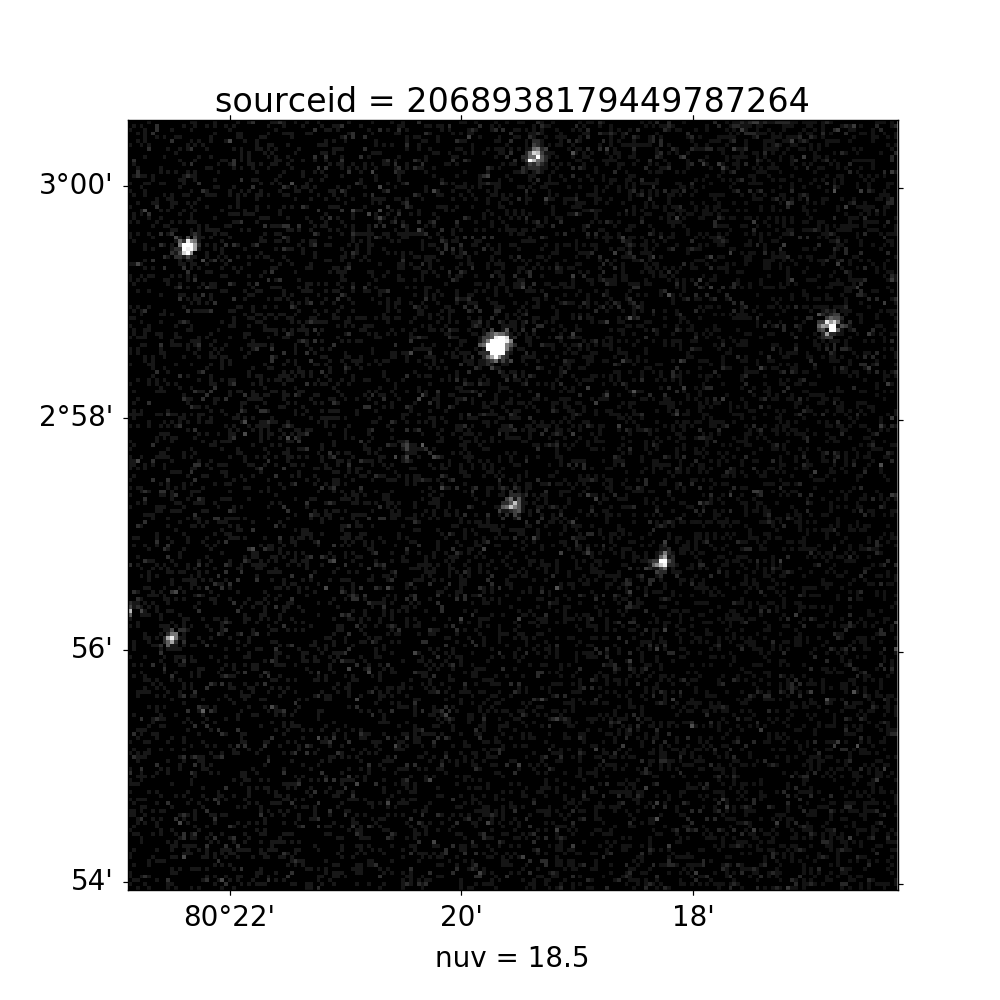 sourceid = 2068938179449787264
3°00'
2°58'
56'
54'
80°22' 20' 18'
nuv = 18.5